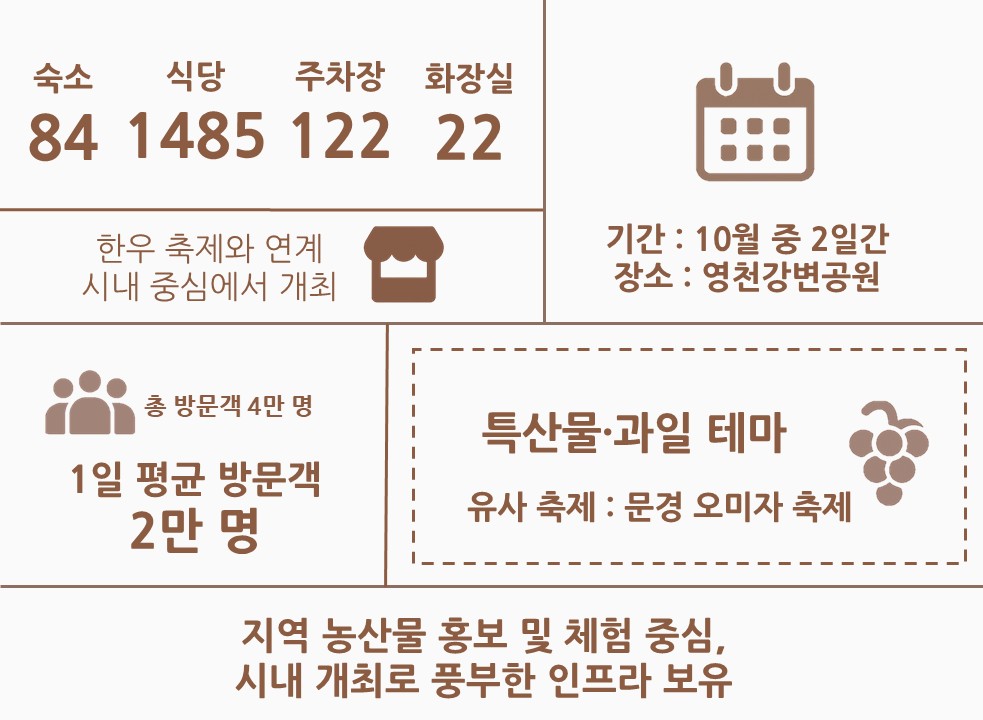 숙소 식당 주차장 화장실
84 1485 122 22
한우 축제와 연계
시내 중심에서 개최
기간 : 10월 중 2일간
장소 : 영천강변공원
총 방문객 4만 명
1일 평균 방문객
2만 명
특산물·과일 테마
유사 축제 : 문경 오미자 축제
지역 농산물 홍보 및 체험 중심,
시내 개최로 풍부한 인프라 보유